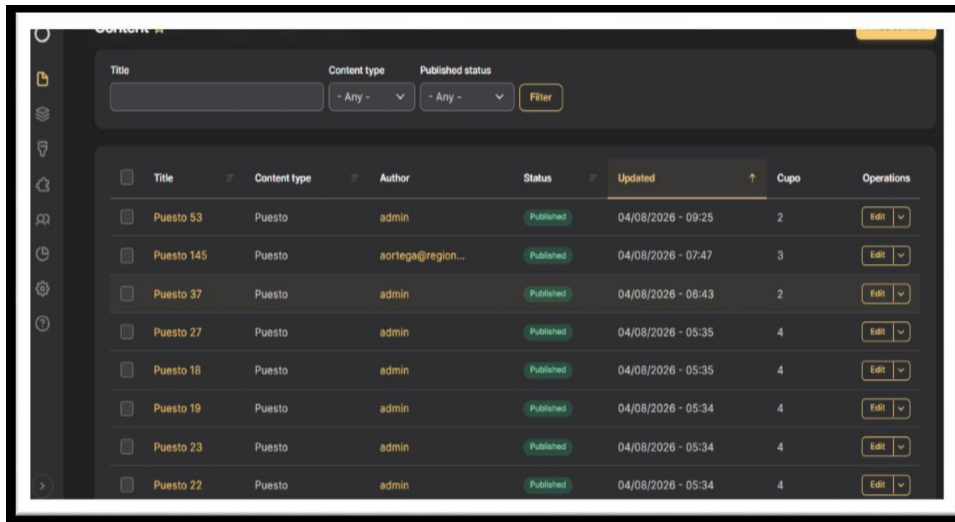 Content
Title Content type Published status
- Any - - Any - Filter
Title Content type Author Status Updated Cupo Operations
Puesto 53 Puesto admin Published 04/08/2026 - 09:25 2 Edit
Puesto 145 Puesto aortega@region... Published 04/08/2026 - 07:47 3 Edit
Puesto 37 Puesto admin Published 04/08/2026 - 06:43 2 Edit
Puesto 27 Puesto admin Published 04/08/2026 - 05:35 4 Edit
Puesto 18 Puesto admin Published 04/08/2026 - 05:35 4 Edit
Puesto 19 Puesto admin Published 04/08/2026 - 05:34 4 Edit
Puesto 23 Puesto admin Published 04/08/2026 - 05:34 4 Edit
Puesto 22 Puesto admin Published 04/08/2026 - 05:34 4 Edit